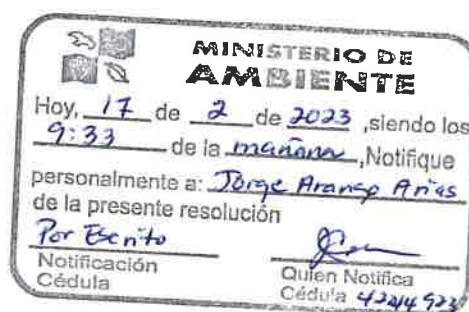 MINISTERIO DE
AMBIENTE
Hoy, 17 de 2 de 2023 ,siendo los
9:33 de la mañana ,Notifique
personalmente a: Jorge Arango Arias
de la presente resolución
Por Escrito
Notificación
Cédula
Quien Notifica
Cédula